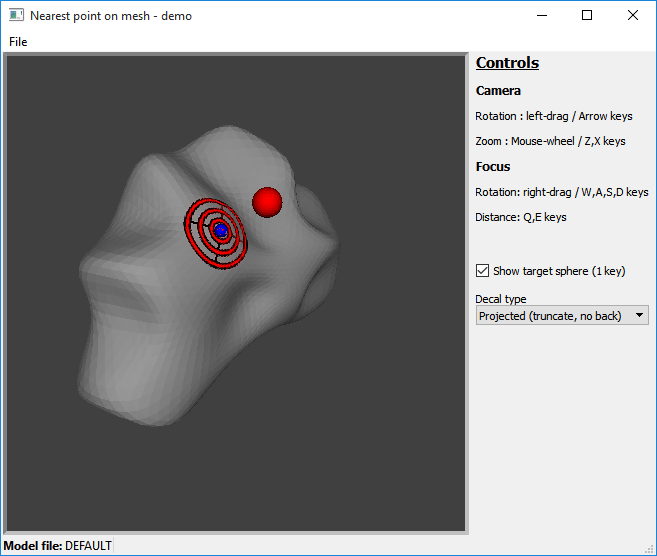 Nearest point on mesh - demo
File
Controls
Camera
Rotation : left-drag / Arrow keys
Zoom : Mouse-wheel / Z,X keys
Focus
Rotation: right-drag / W,A,S,D keys
Distance: Q,E keys
Show target sphere (1 key)
Decal type
Projected (truncate, no back)
Model file: DEFAULT